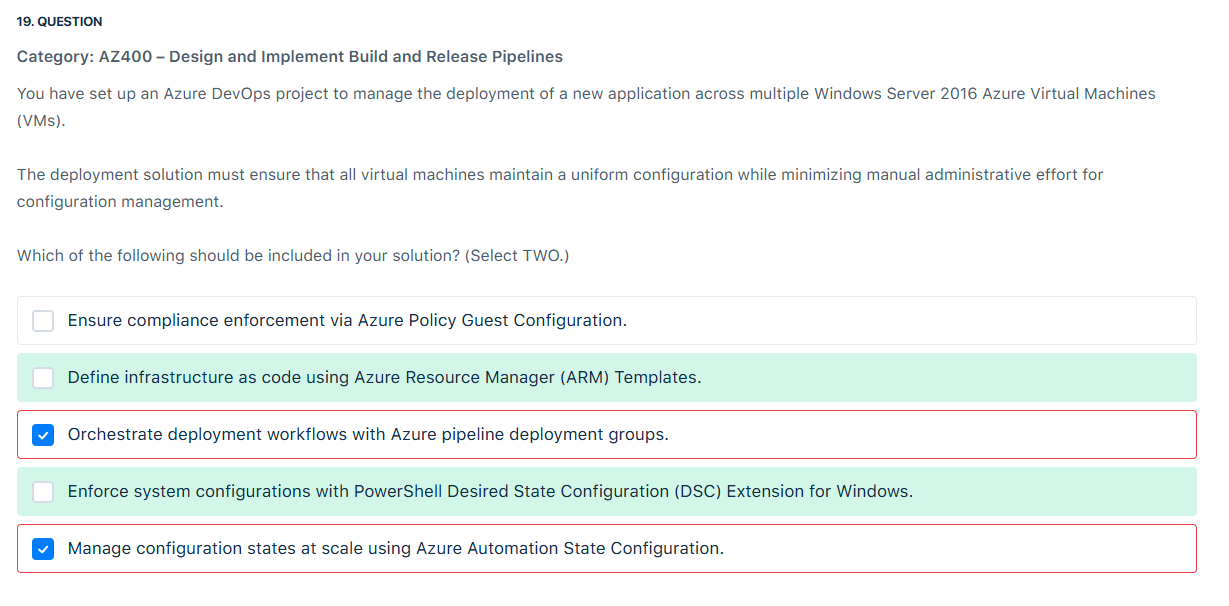 19. QUESTION
Category: AZ400 – Design and Implement Build and Release Pipelines
You have set up an Azure DevOps project to manage the deployment of a new application across multiple Windows Server 2016 Azure Virtual Machines
(VMs).
The deployment solution must ensure that all virtual machines maintain a uniform configuration while minimizing manual administrative effort for
configuration management.
Which of the following should be included in your solution? (Select TWO.)
Ensure compliance enforcement via Azure Policy Guest Configuration.
Define infrastructure as code using Azure Resource Manager (ARM) Templates.
Orchestrate deployment workflows with Azure pipeline deployment groups.
Enforce system configurations with PowerShell Desired State Configuration (DSC) Extension for Windows.
Manage configuration states at scale using Azure Automation State Configuration.